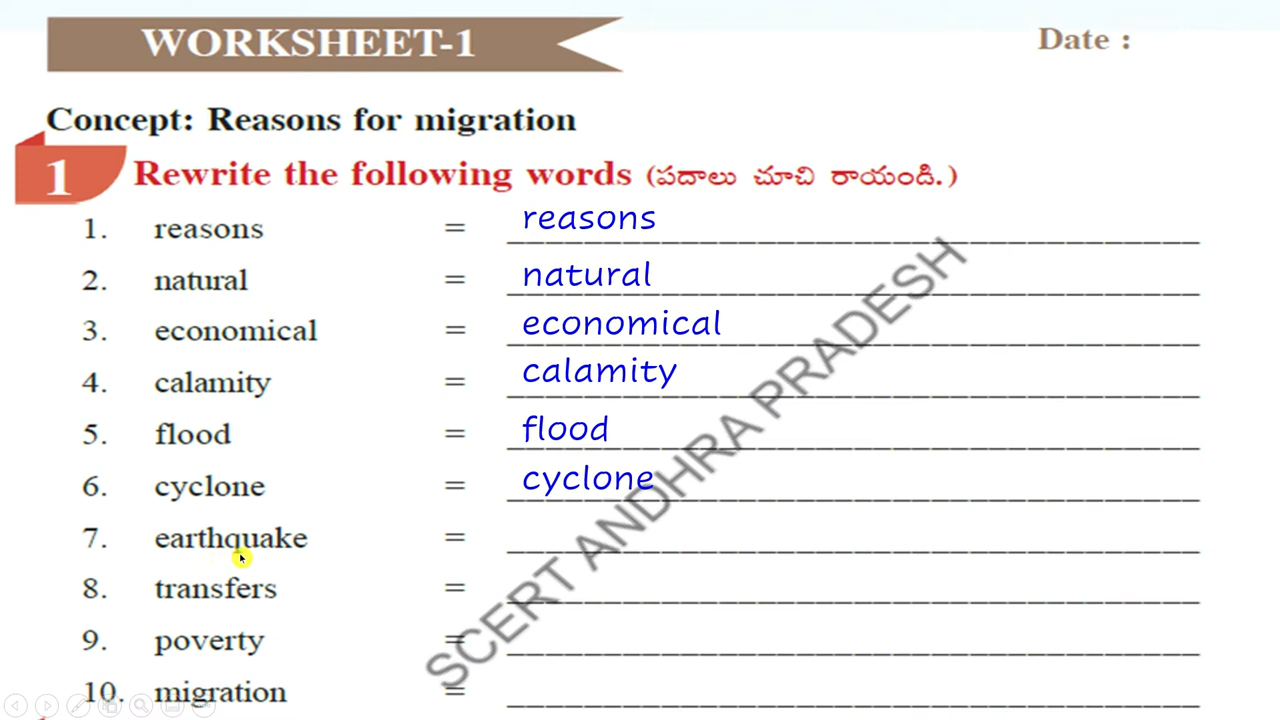 WORKSHEET-1
Date :
Concept: Reasons for migration
1 Rewrite the following words (పదాలు చూచి రాయండి.)
1. reasons = reasons
2. natural = natural
3. economical = economical
4. calamity = calamity
5. flood = flood
6. cyclone = cyclone
7. earthquake =
8. transfers =
9. poverty =
10. migration =
SCERT ANDHRA PRADESH